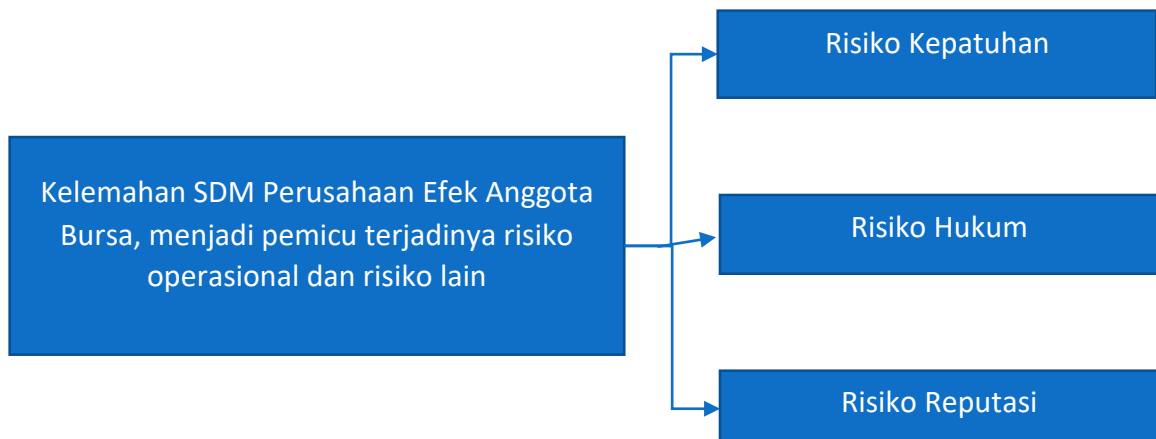 Risiko Kepatuhan
Kelemahan SDM Perusahaan Efek Anggota
Bursa, menjadi pemicu terjadinya risiko
operasional dan risiko lain
Risiko Hukum
Risiko Reputasi